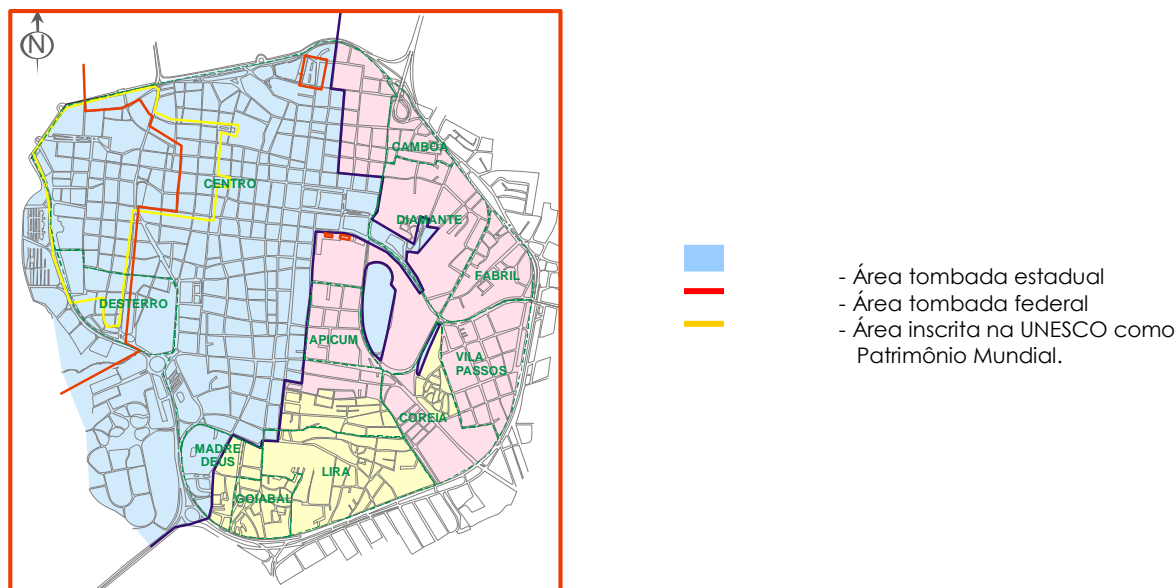 N
CAMBOA
CENTRO
DIAMANTE
FABRIL
DESTERRO
APICUM
VILA
PASSOS
COREIA
MADRE
DEUS
LIRA
GOIABAL
- Área tombada estadual
- Área tombada federal
- Área inscrita na UNESCO como
Patrimônio Mundial.